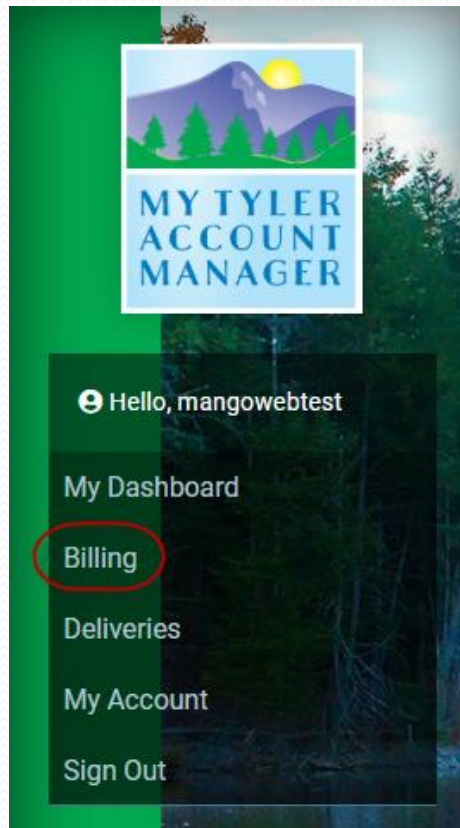 MY TYLER
ACCOUNT
MANAGER
Hello, mangowebtest
My Dashboard
Billing
Deliveries
My Account
Sign Out